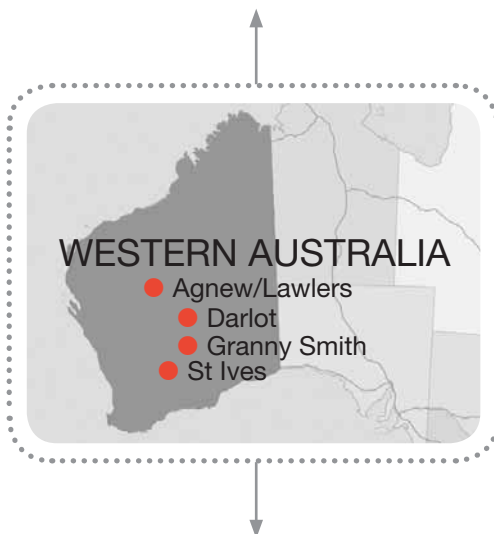 WESTERN AUSTRALIA
Agnew/Lawlers
Darlot
Granny Smith
St Ives